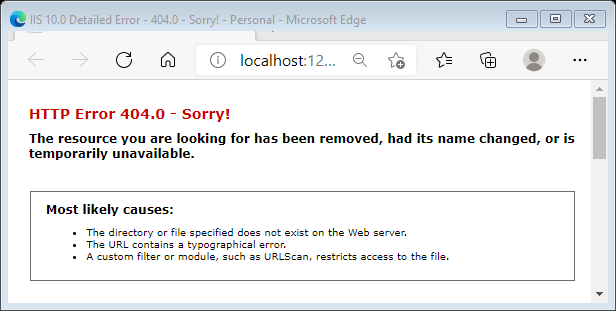 IIS 10.0 Detailed Error - 404.0 - Sorry! - Personal - Microsoft Edge
localhost:12...
HTTP Error 404.0 - Sorry!
The resource you are looking for has been removed, had its name changed, or is
temporarily unavailable.
Most likely causes:
• The directory or file specified does not exist on the Web server.
• The URL contains a typographical error.
• A custom filter or module, such as URLScan, restricts access to the file.